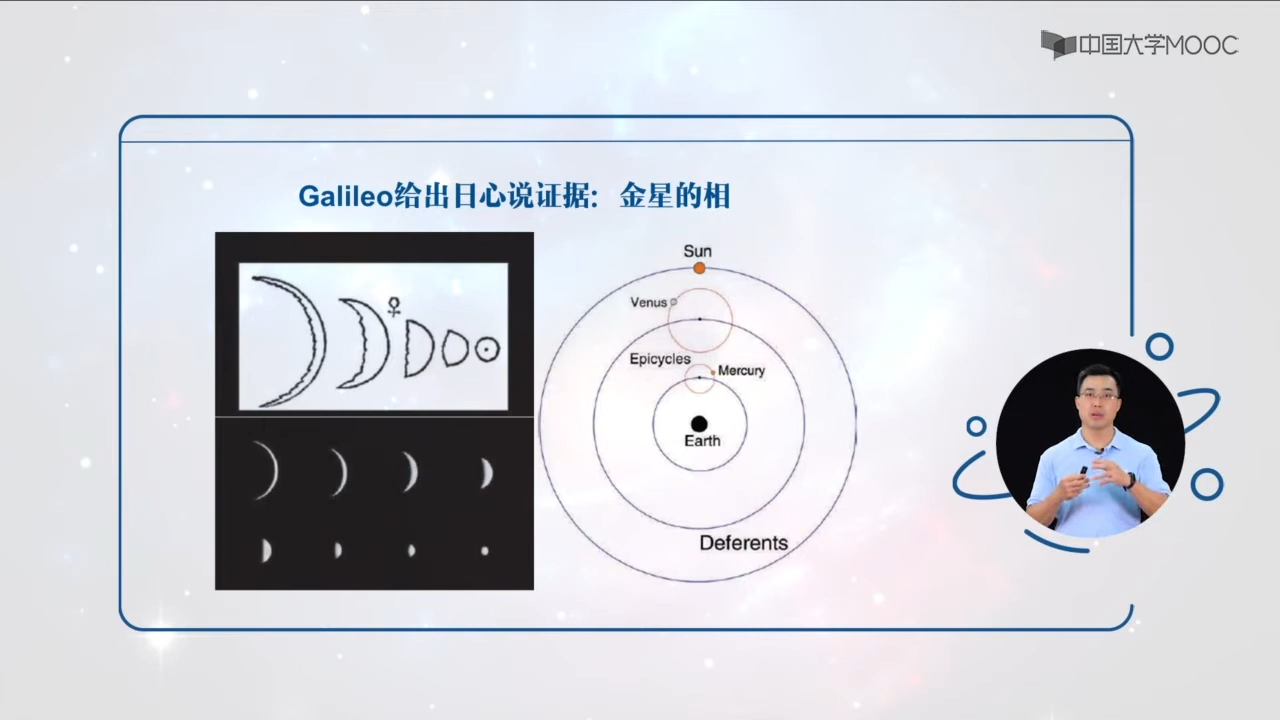 中国大学MOOC
Galileo给出日心说证据：金星的相
Sun
Venus
Epicycles
Mercury
Earth
Deferents